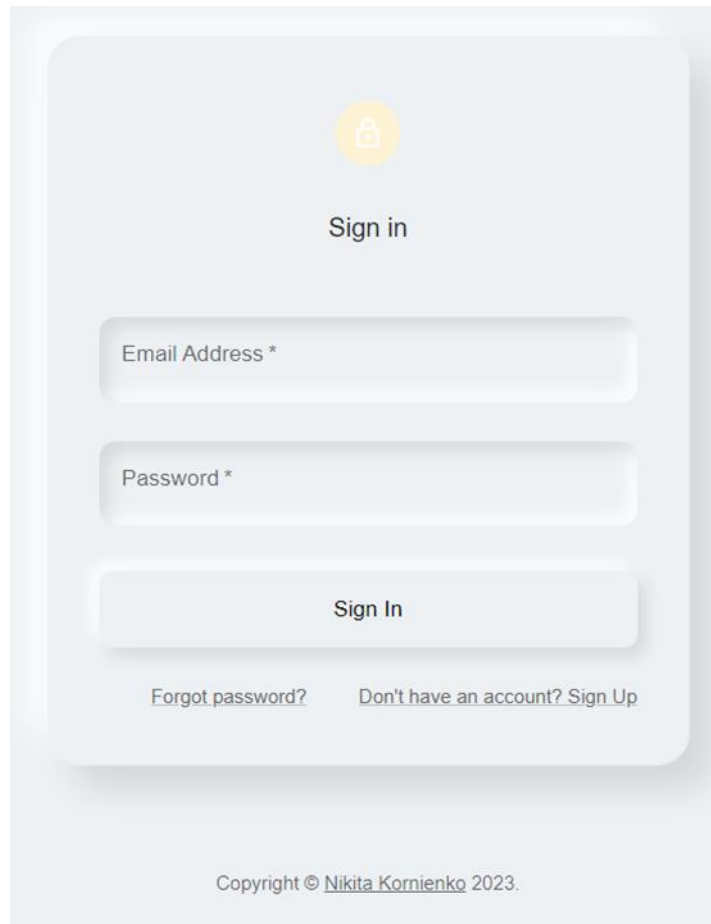 Sign in
Email Address *
Password *
Sign In
Forgot password? Don't have an account? Sign Up
Copyright © Nikita Kornienko 2023.